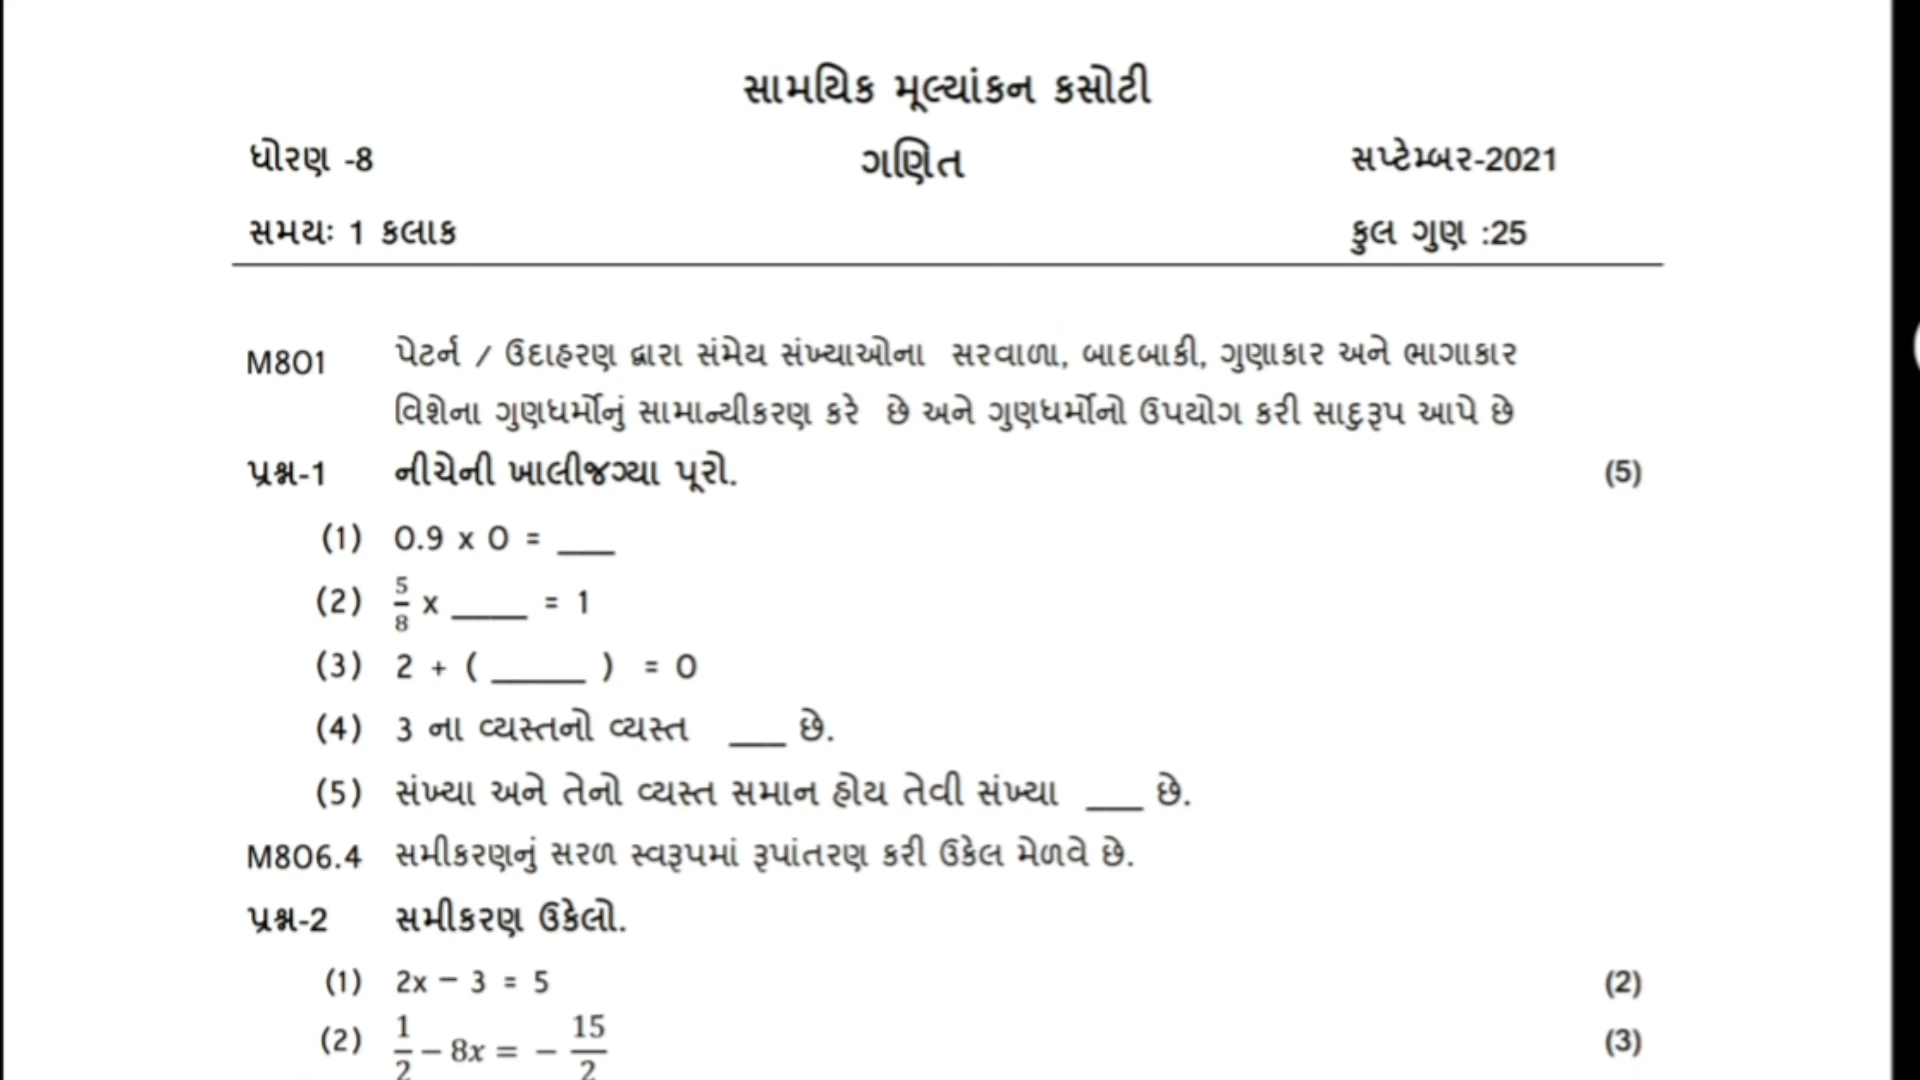 સામયિક મૂલ્યાંકન કસોટી
ધોરણ -8 ગણિત સપ્ટેમ્બર-2021
સમયઃ 1 કલાક કુલ ગુણ :25
M801 પેટર્ન / ઉદાહરણ દ્વારા સંમેય સંખ્યાઓના સરવાળા, બાદબાકી, ગુણાકાર અને ભાગાકાર
વિશેના ગુણધર્મોનું સામાન્યીકરણ કરે છે અને ગુણધર્મોનો ઉપયોગ કરી સાદુરૂપ આપે છે
પ્રશ્ન-1 નીચેની ખાલીજગ્યા પૂરો. (5)
(1) 0.9 x 0 = ___
(2) 5/8 x ____ = 1
(3) 2 + ( _____ ) = 0
(4) 3 ના વ્યસ્તનો વ્યસ્ત ___ છે.
(5) સંખ્યા અને તેનો વ્યસ્ત સમાન હોય તેવી સંખ્યા ___ છે.
M806.4 સમીકરણનું સરળ સ્વરૂપમાં રૂપાંતરણ કરી ઉકેલ મેળવે છે.
પ્રશ્ન-2 સમીકરણ ઉકેલો.
(1) 2x − 3 = 5 (2)
(2) 1/2 − 8x = − 15/2 (3)